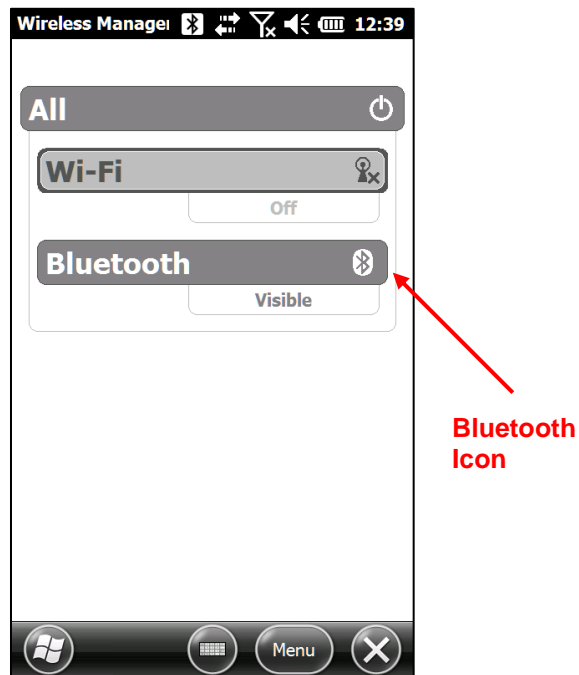 Wireless Manager 12:39
All
Wi-Fi
Off
Bluetooth
Visible
Bluetooth
Icon
Menu